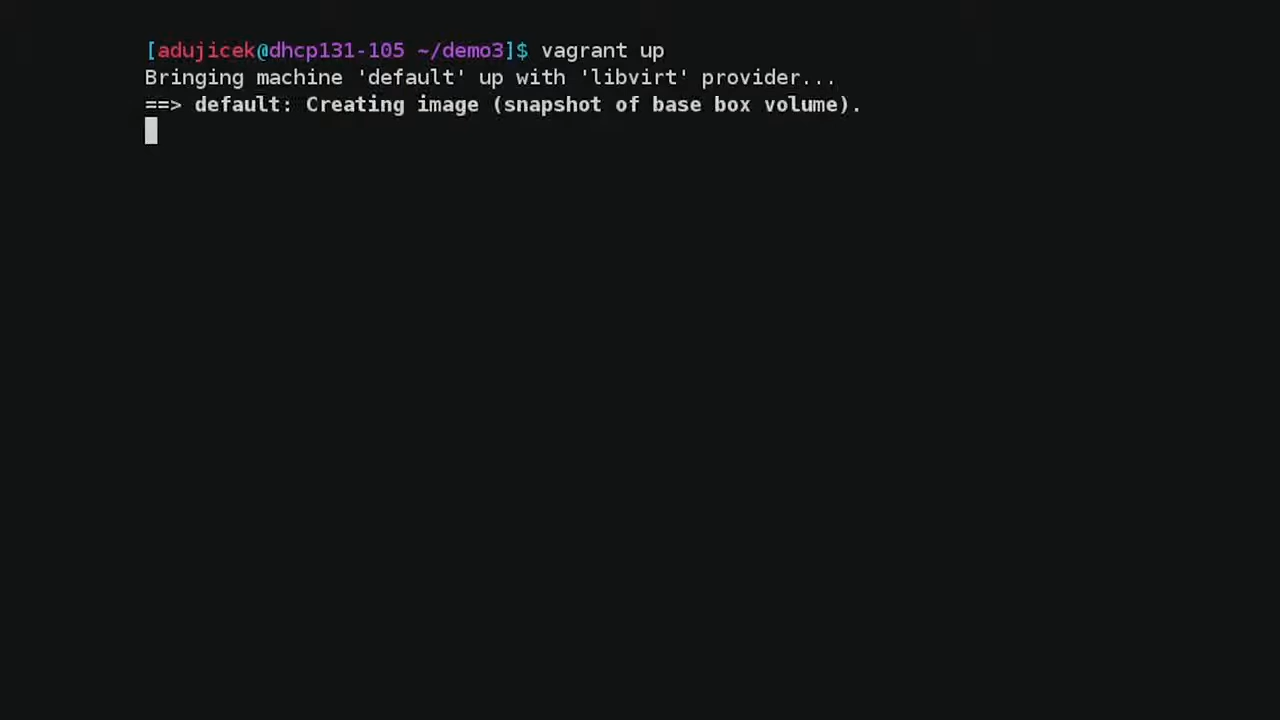 [adujicek@dhcp131-105 ~/demo3]$ vagrant up
Bringing machine 'default' up with 'libvirt' provider...
==> default: Creating image (snapshot of base box volume).